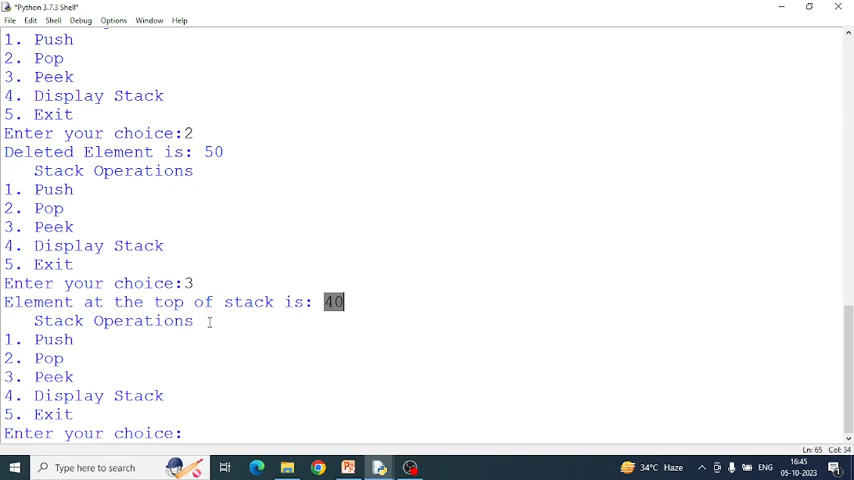 *Python 3.7.3 Shell*
File Edit Shell Debug Options Window Help
1. Push
2. Pop
3. Peek
4. Display Stack
5. Exit
Enter your choice:2
Deleted Element is: 50
Stack Operations
1. Push
2. Pop
3. Peek
4. Display Stack
5. Exit
Enter your choice:3
Element at the top of stack is: 40
Stack Operations
1. Push
2. Pop
3. Peek
4. Display Stack
5. Exit
Enter your choice:
Ln: 65 Col: 34
Type here to search
34°C Haze
ENG
16:45
05-10-2023